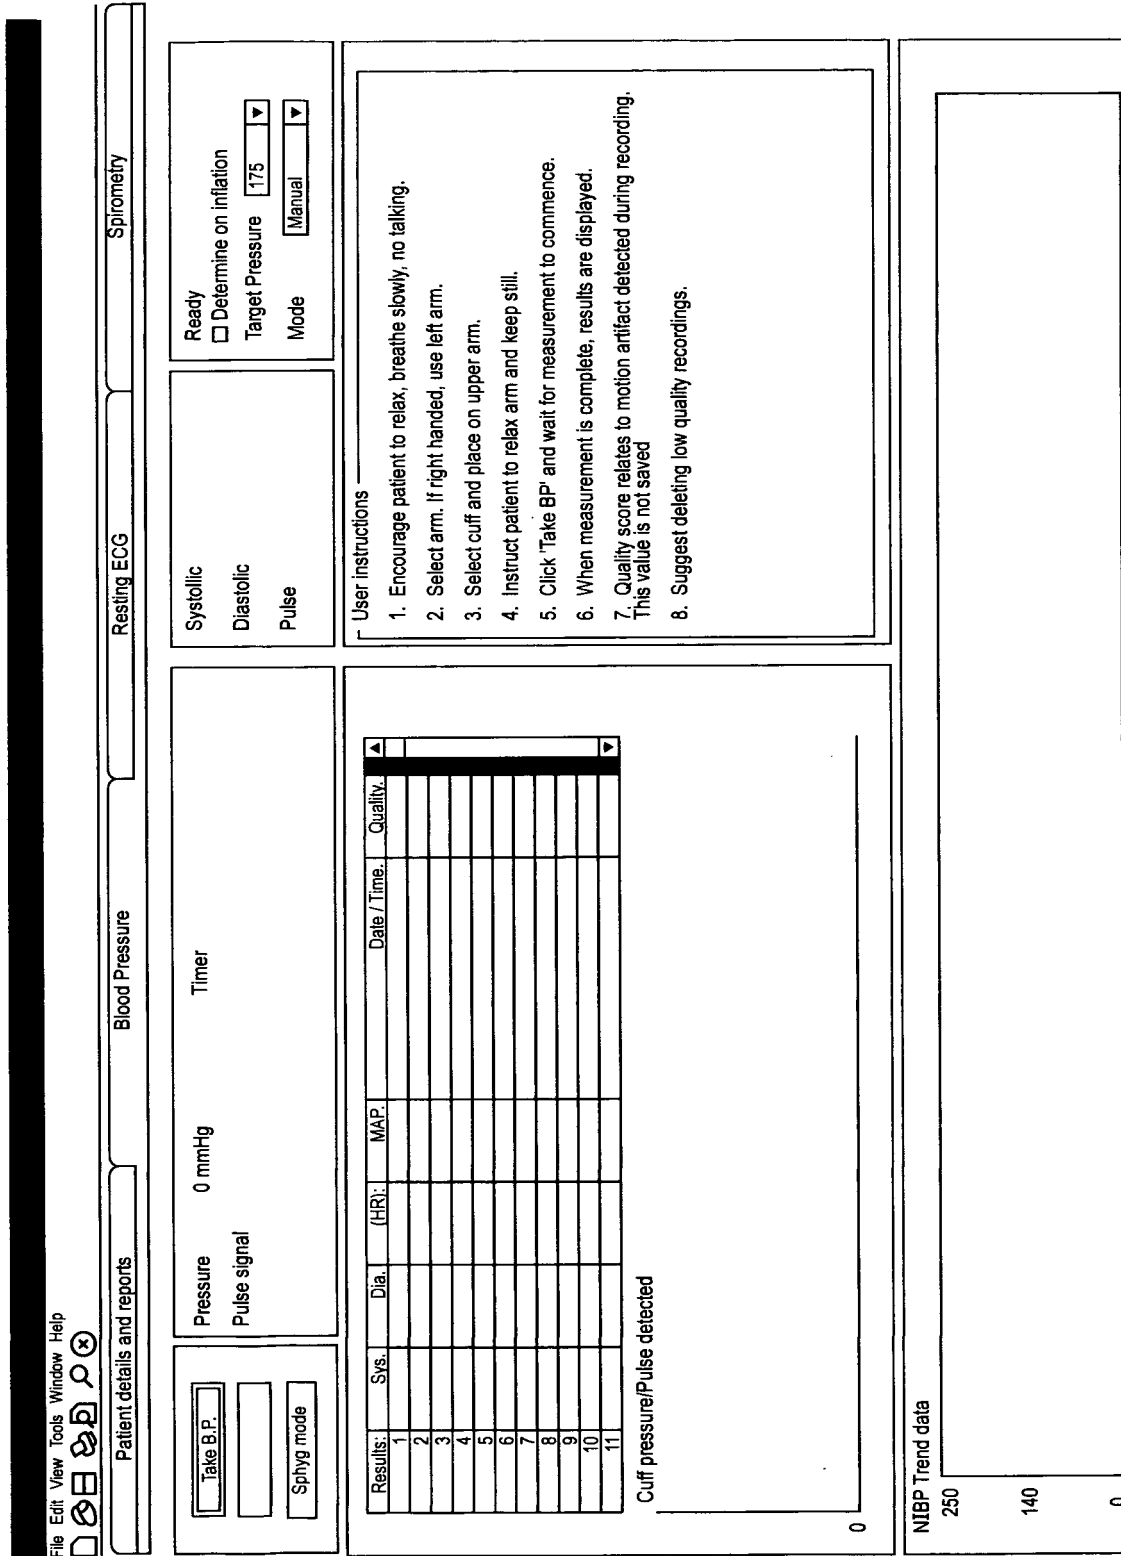 File Edit View Tools Window Help
Patient details and reports
Blood Pressure
Resting ECG
Spirometry
Take B.P.
Sphyg mode
Pressure 0 mmHg Timer
Pulse signal
Systollic
Diastolic
Pulse
Ready
Determine on inflation
Target Pressure 175
Mode Manual
Results: Sys. Dia. (HR): MAP. Date / Time. Quality.
1
2
3
4
5
6
7
8
9
10
11
Cuff pressure/Pulse detected
0
User instructions
1. Encourage patient to relax, breathe slowly, no talking.
2. Select arm. If right handed, use left arm.
3. Select cuff and place on upper arm.
4. Instruct patient to relax arm and keep still.
5. Click 'Take BP' and wait for measurement to commence.
6. When measurement is complete, results are displayed.
7. Quality score relates to motion artifact detected during recording.
This value is not saved
8. Suggest deleting low quality recordings.
NIBP Trend data
250
140
0